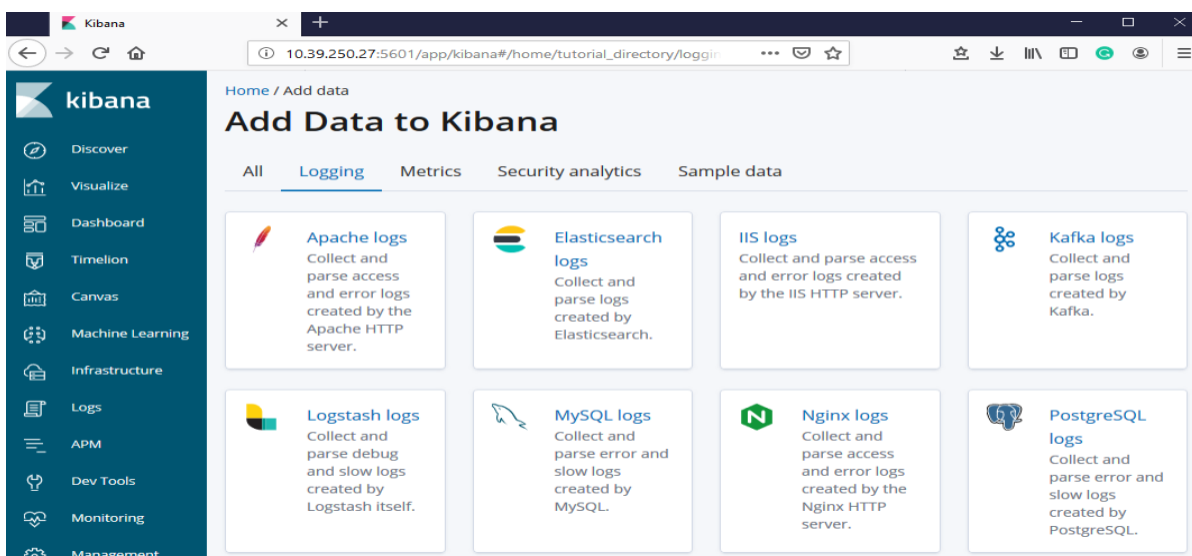 Kibana
10.39.250.27:5601/app/kibana#/home/tutorial_directory/loggin
kibana
Discover
Visualize
Dashboard
Timelion
Canvas
Machine Learning
Infrastructure
Logs
APM
Dev Tools
Monitoring
Management
Home / Add data
Add Data to Kibana
All Logging Metrics Security analytics Sample data
Apache logs
Collect and
parse access
and error logs
created by the
Apache HTTP
server.
Elasticsearch
logs
Collect and
parse logs
created by
Elasticsearch.
IIS logs
Collect and parse access
and error logs created
by the IIS HTTP server.
Kafka logs
Collect and
parse logs
created by
Kafka.
Logstash logs
Collect and
parse debug
and slow logs
created by
Logstash itself.
MySQL logs
Collect and
parse error and
slow logs
created by
MySQL.
Nginx logs
Collect and
parse access
and error logs
created by the
Nginx HTTP
server.
PostgreSQL
logs
Collect and
parse error and
slow logs
created by
PostgreSQL.